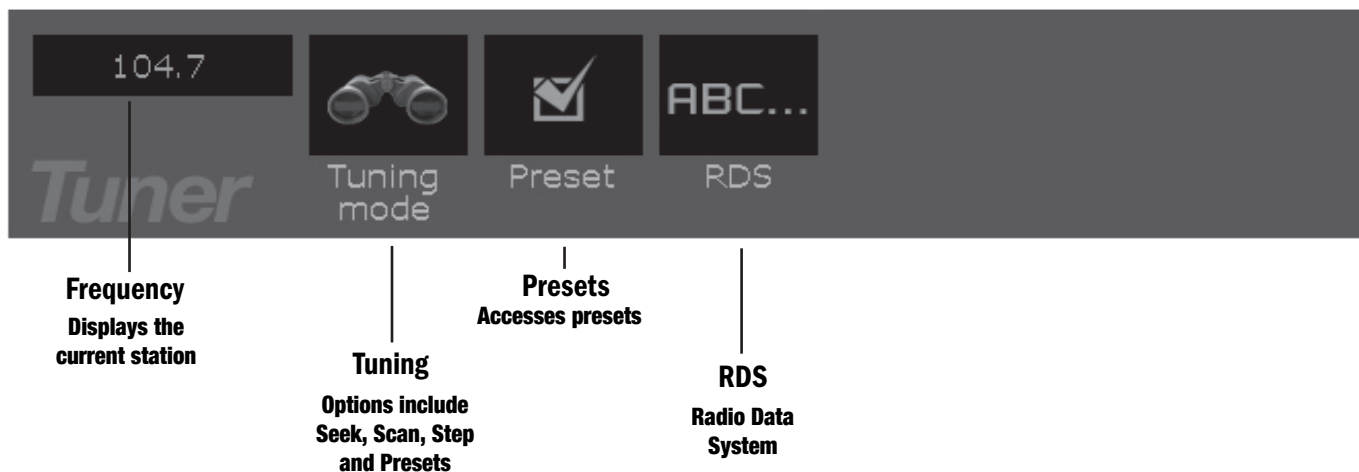 104.7
ABC...
Tuner
Tuning
mode
Preset
RDS
Frequency
Displays the
current station
Tuning
Options include
Seek, Scan, Step
and Presets
Presets
Accesses presets
RDS
Radio Data
System